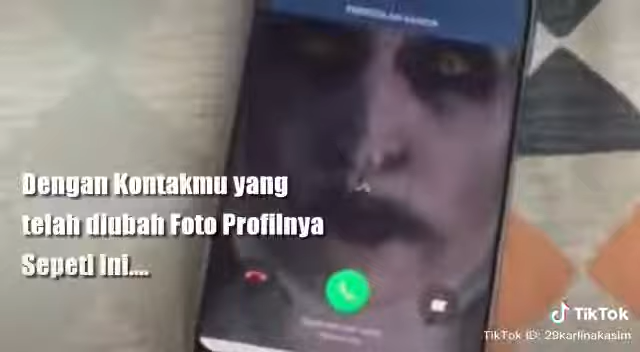 Dengan Kontakmu yang
telah diubah Foto Profilnya
Sepeti Ini....
TikTok
TikTok ID: 29karlinakasim